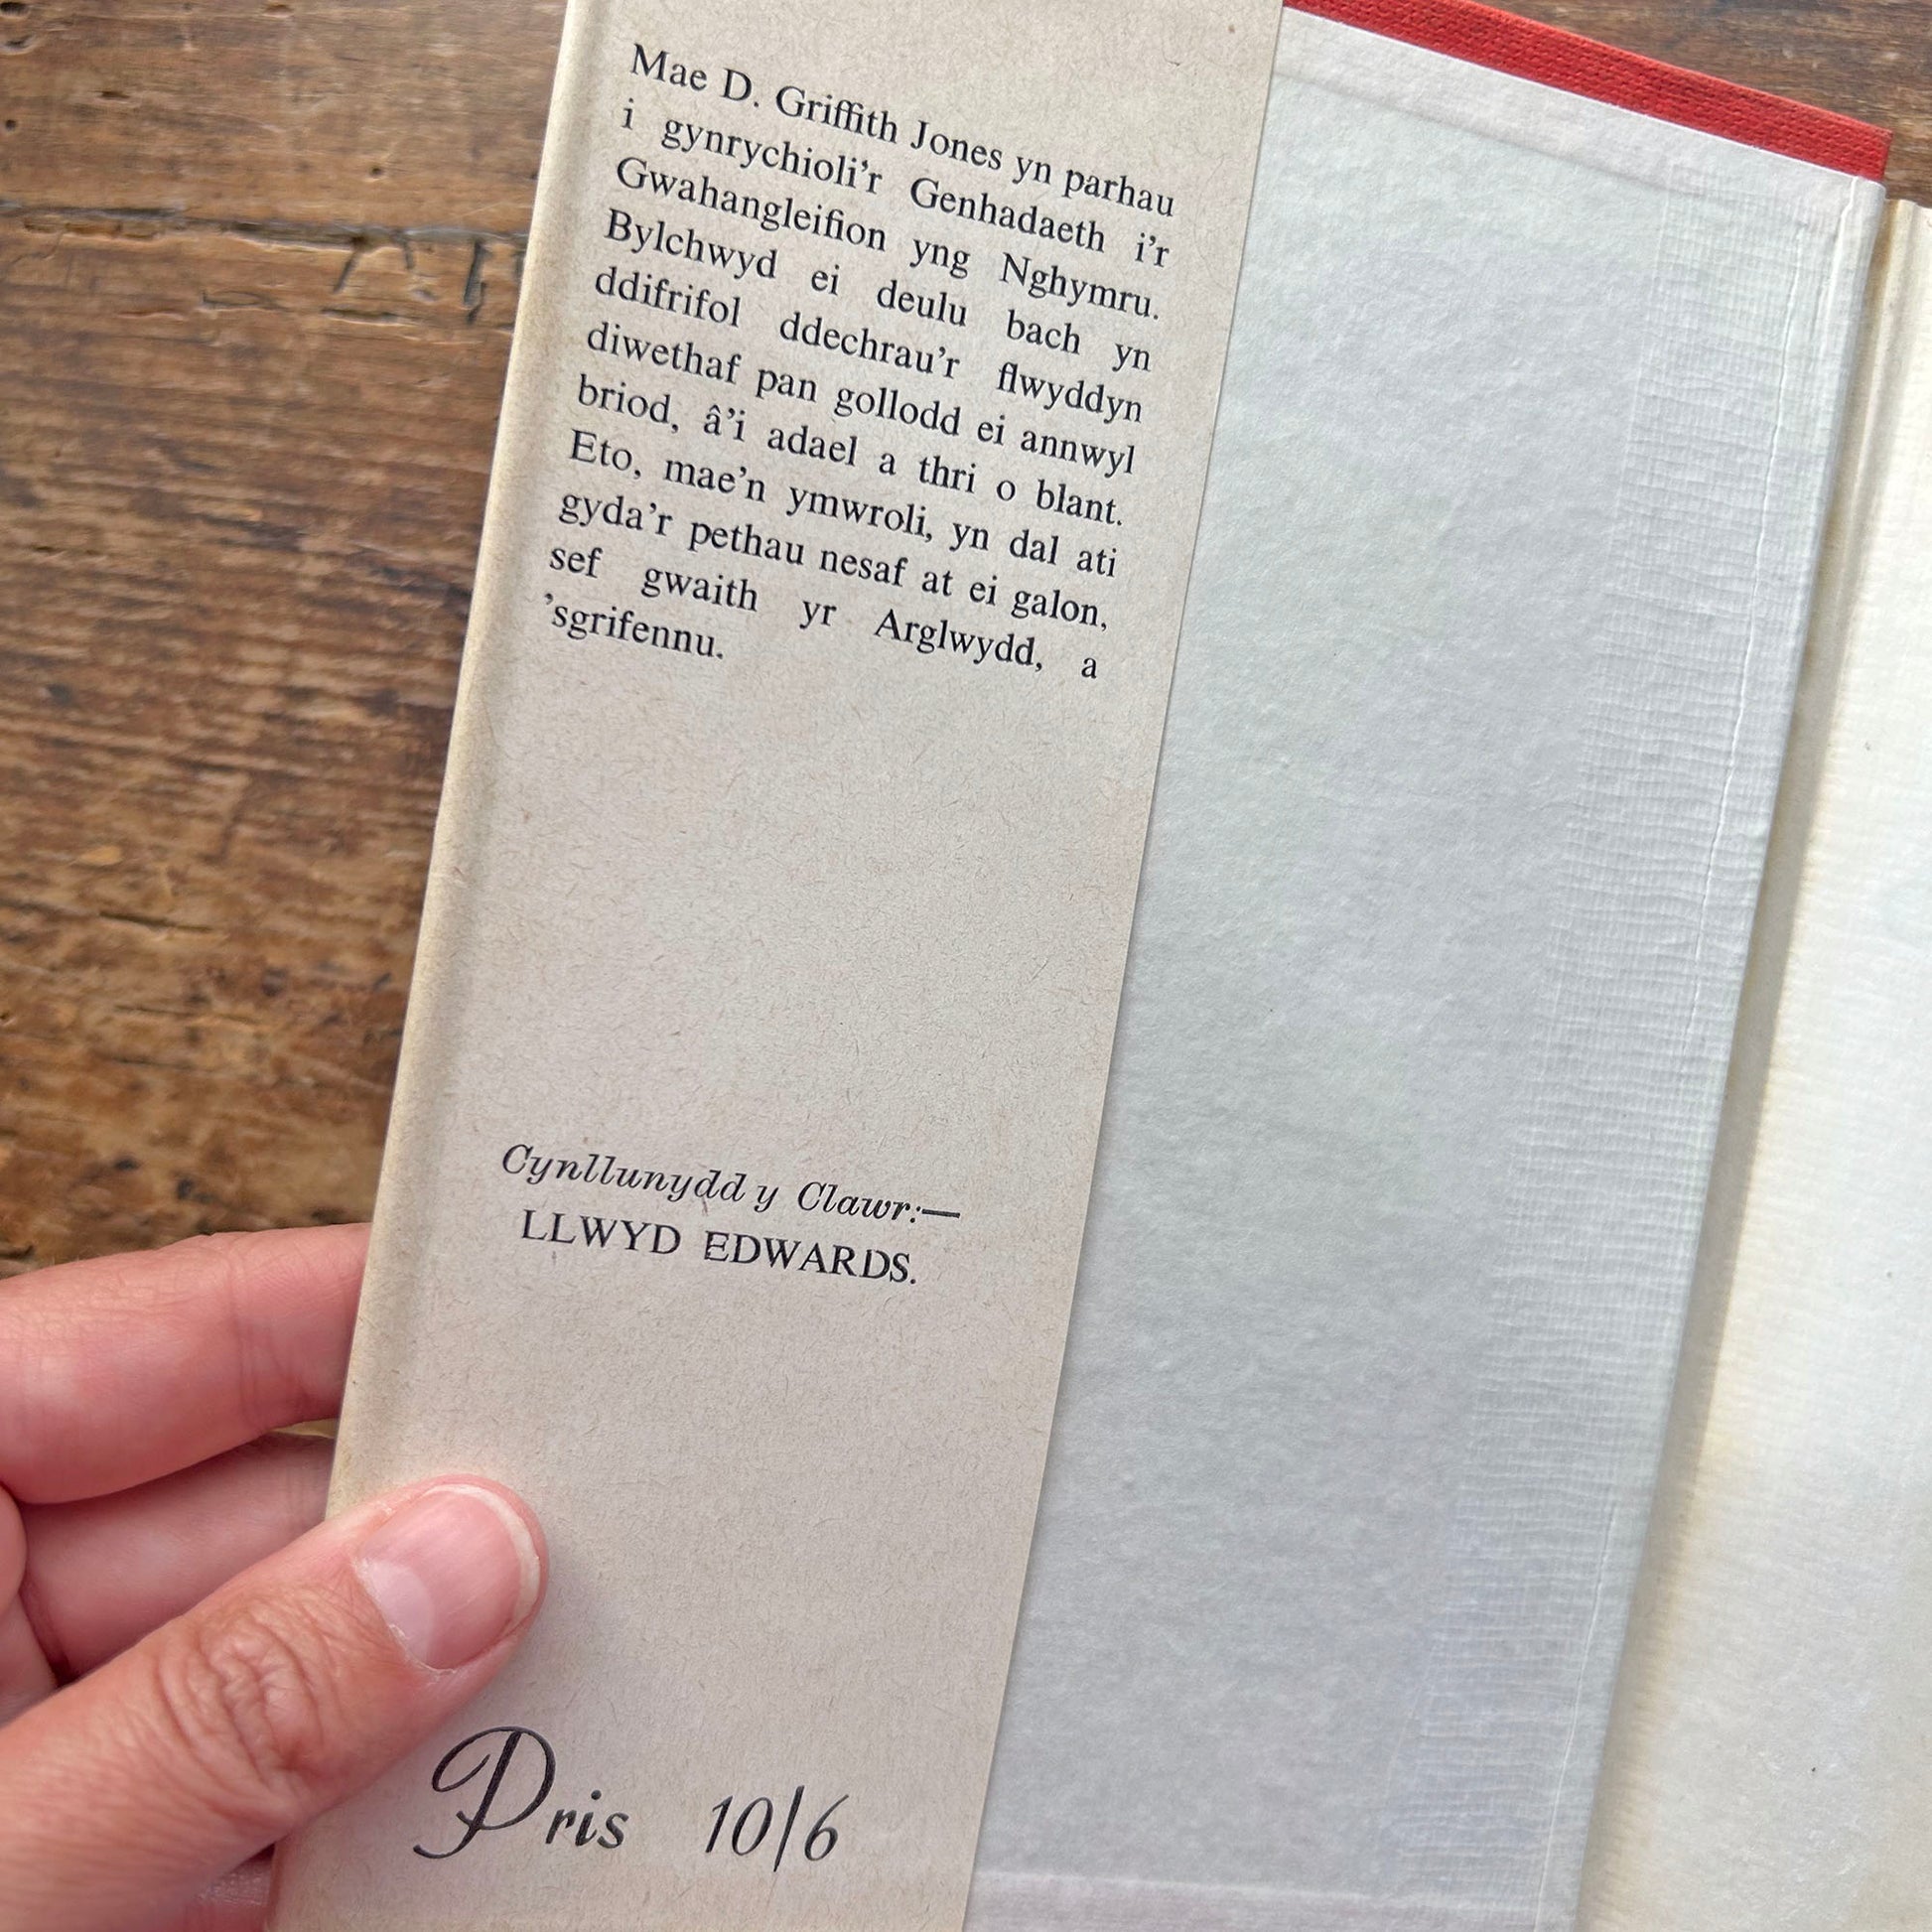 Mae D. Griffith Jones yn parhau
i gynrychioli'r Genhadaeth i'r
Gwahangleifion yng Nghymru.
Bylchwyd ei deulu bach yn
ddifrifol ddechrau'r flwyddyn
diwethaf pan gollodd ei annwyl
briod, â'i adael a thri o blant.
Eto, mae'n ymwroli, yn dal ati
gyda'r pethau nesaf at ei galon,
sef gwaith yr Arglwydd, a
'sgrifennu.
Cynllunydd y Clawr:—
LLWYD EDWARDS.
Pris 10/6